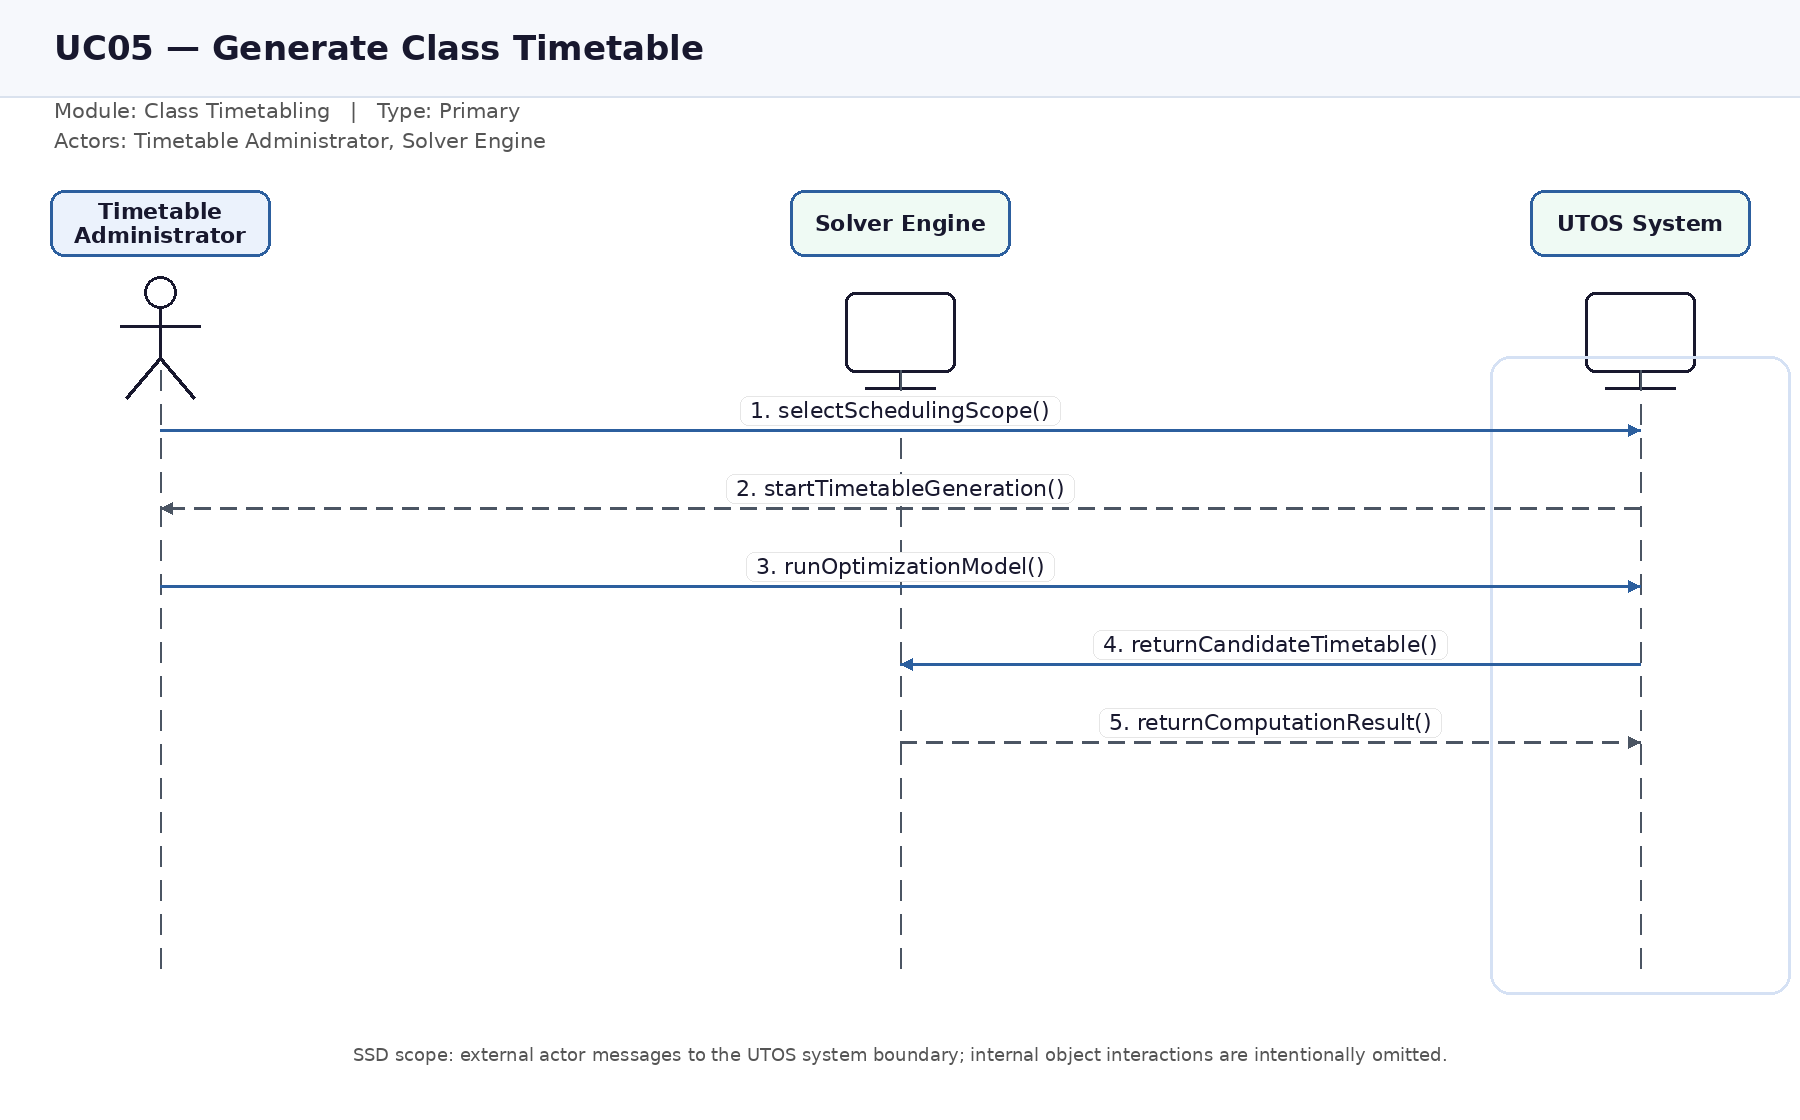 UC05 — Generate Class Timetable
Module: Class Timetabling | Type: Primary
Actors: Timetable Administrator, Solver Engine
Timetable
Administrator
Solver Engine
UTOS System
1. selectSchedulingScope()
2. startTimetableGeneration()
3. runOptimizationModel()
4. returnCandidateTimetable()
5. returnComputationResult()
SSD scope: external actor messages to the UTOS system boundary; internal object interactions are intentionally omitted.